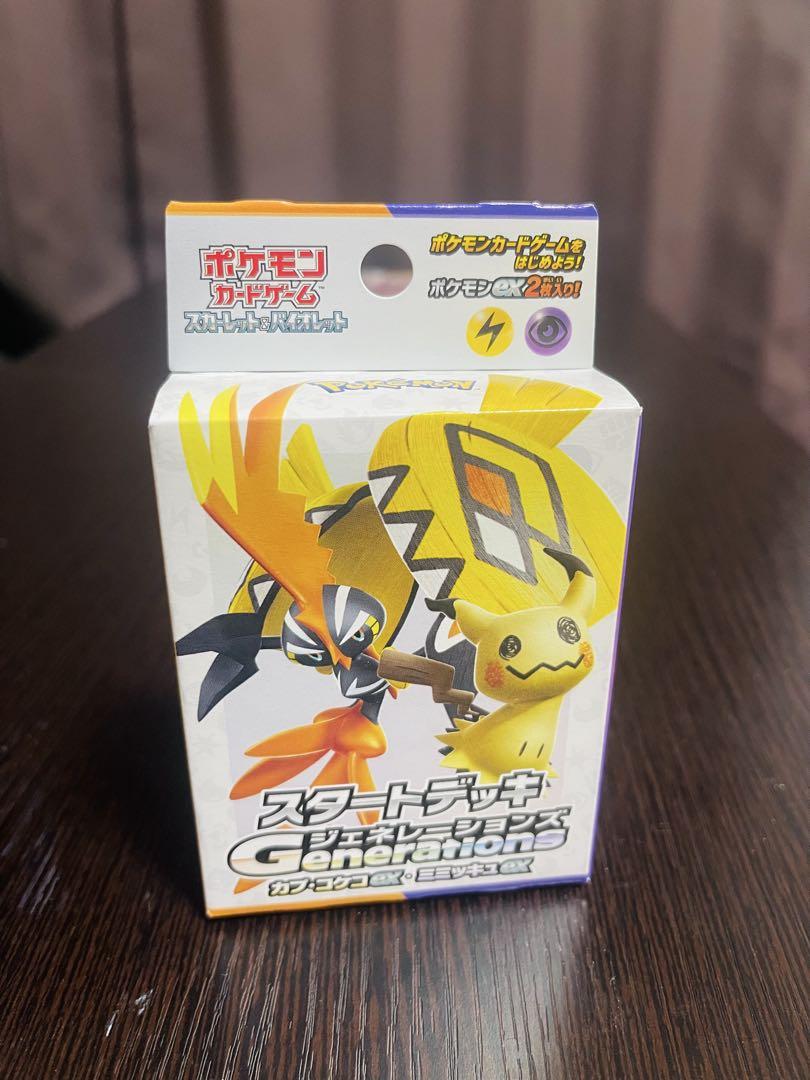 ポケモン
カードゲーム
スカーレット&バイオレット
ポケモンカードゲームを
はじめよう!
ポケモンex2枚入り!
POKÉMON
スタートデッキ
ジェネレーションズ
Generations
カプ・コケコex・ミミッキュex